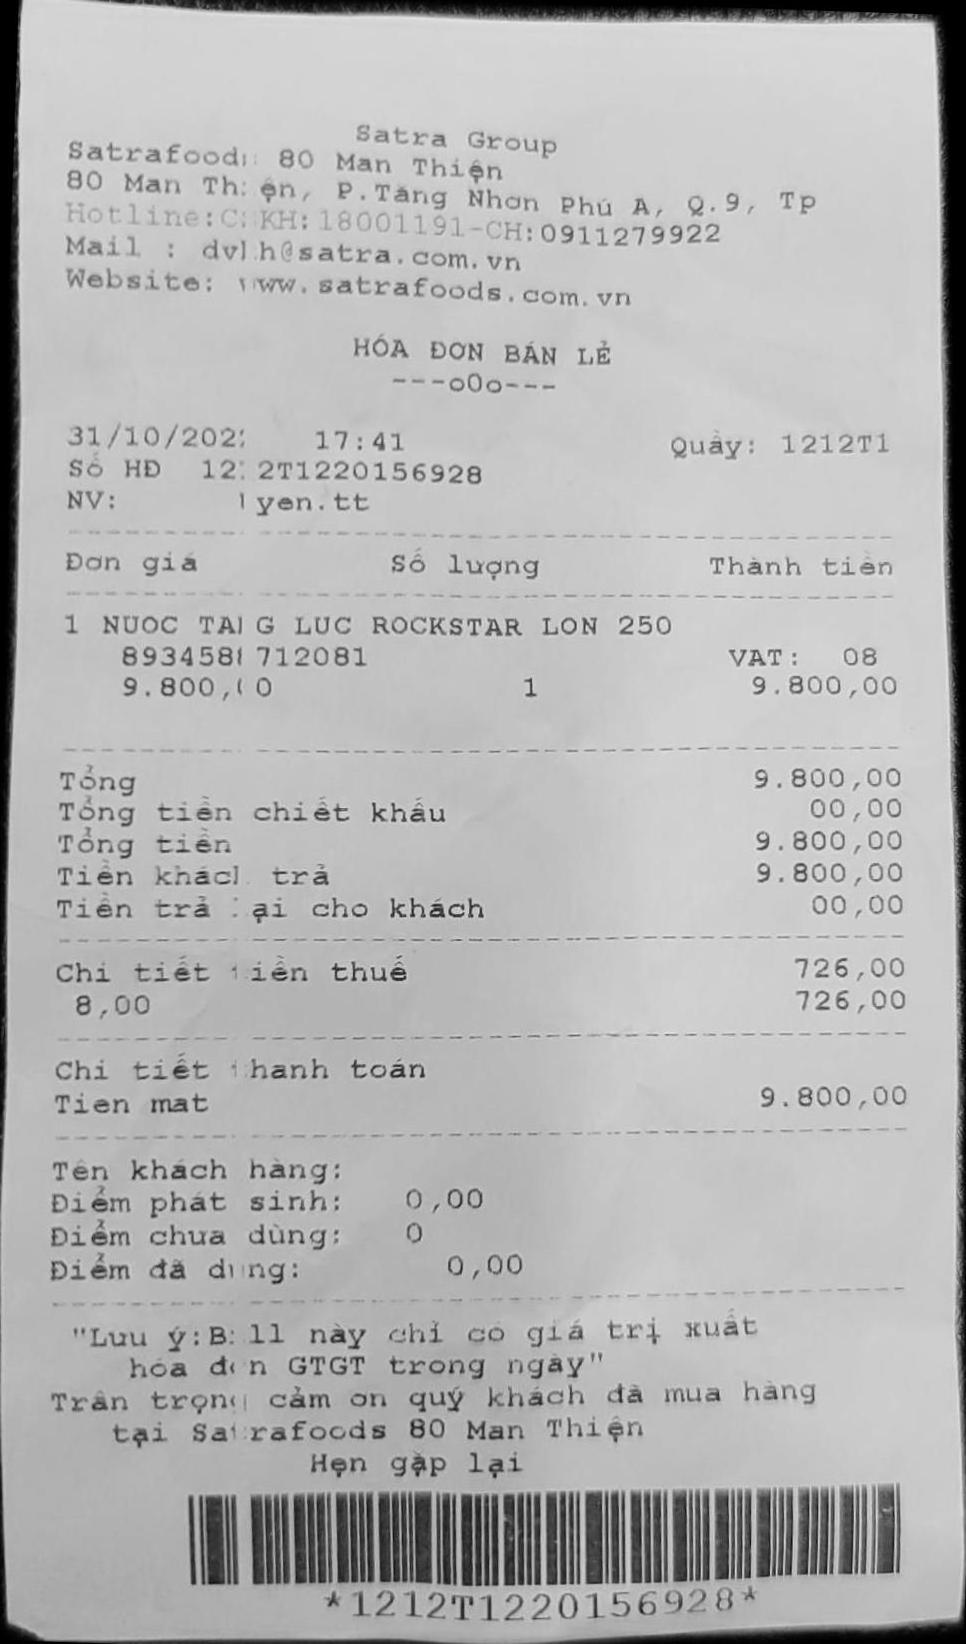 Satra Group
Satrafoods 80 Man Thiện
80 Man Thiện, P.Tăng Nhơn Phú A, Q.9, Tp
Hotline:CSKH:18001191-CH:0911279922
Mail : dvkh@satra.com.vn
Website: www.satrafoods.com.vn
HÓA ĐƠN BÁN LẺ
---oOo---
31/10/2022 17:41 Quầy: 1212T1
Số HĐ 1212T1220156928
NV: yen.tt
Đơn giá Số lượng Thành tiền
1 NUOC TANG LUC ROCKSTAR LON 250
8934588712081 VAT: 08
9.800,00 1 9.800,00
Tổng 9.800,00
Tổng tiền chiết khấu 00,00
Tổng tiền 9.800,00
Tiền khách trả 9.800,00
Tiền trả lại cho khách 00,00
Chi tiết tiền thuế 726,00
8,00 726,00
Chi tiết thanh toán
Tien mat 9.800,00
Tên khách hàng:
Điểm phát sinh: 0,00
Điểm chưa dùng: 0
Điểm đã dùng: 0,00
"Lưu ý:Bill này chỉ có giá trị xuất
hóa đơn GTGT trong ngày"
Trân trọng cảm ơn quý khách đã mua hàng
tại Satrafoods 80 Man Thiện
Hẹn gặp lại
*1212T1220156928*